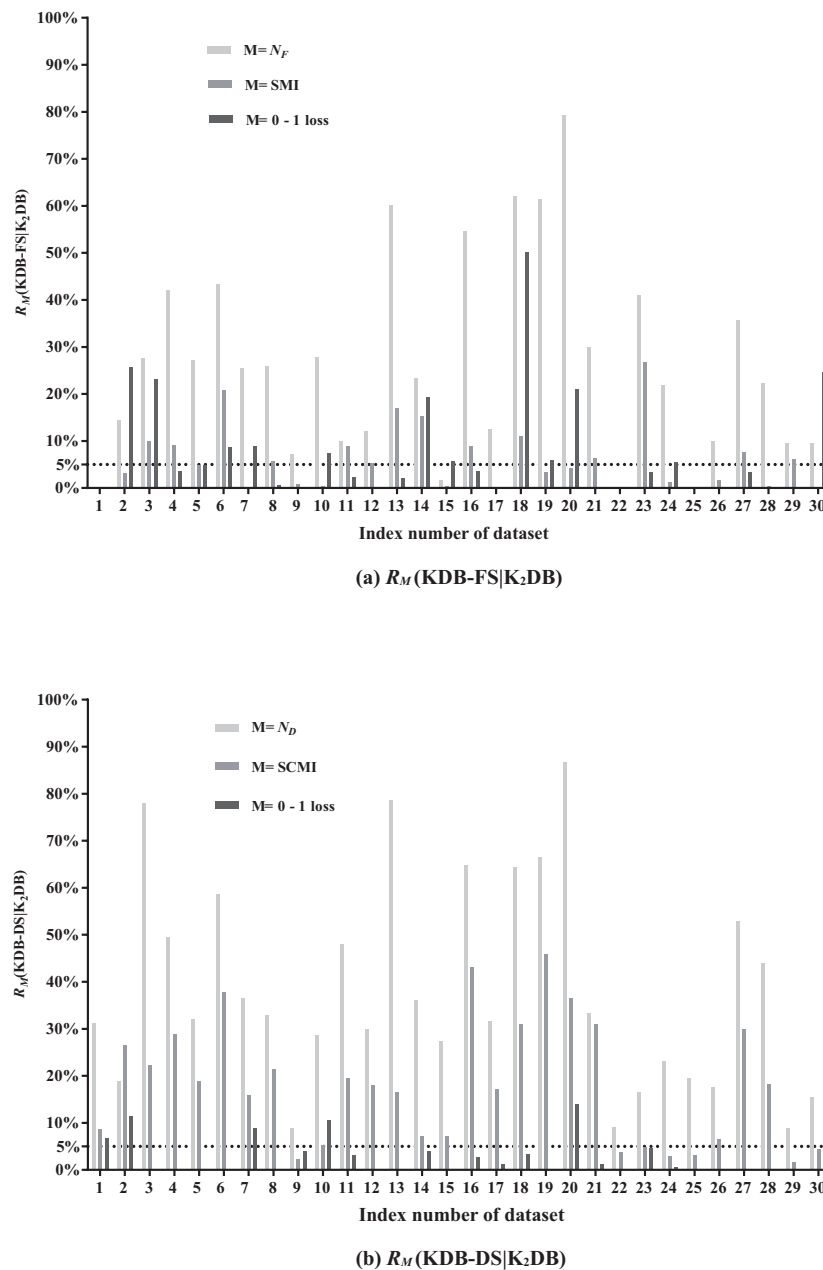 100%
90%
80%
70%
60%
50%
40%
30%
20%
10%
5%
0%
R_M(KDB-FS|K₂DB)
M= N_F
M= SMI
M= 0 - 1 loss
1 2 3 4 5 6 7 8 9 10 11 12 13 14 15 16 17 18 19 20 21 22 23 24 25 26 27 28 29 30
Index number of dataset
(a) R_M (KDB-FS|K₂DB)
100%
90%
80%
70%
60%
50%
40%
30%
20%
10%
5%
0%
R_M(KDB-DS|K₂DB)
M= N_D
M= SCMI
M= 0 - 1 loss
1 2 3 4 5 6 7 8 9 10 11 12 13 14 15 16 17 18 19 20 21 22 23 24 25 26 27 28 29 30
Index number of dataset
(b) R_M (KDB-DS|K₂DB)